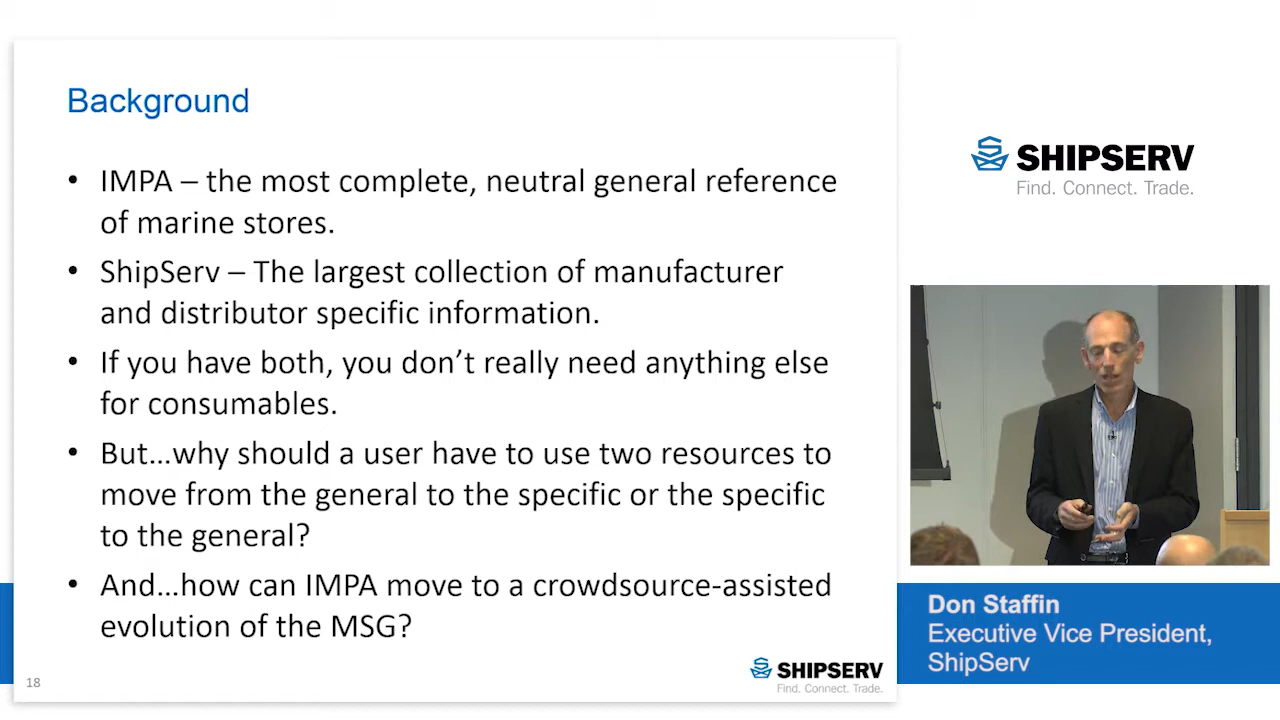 Background
• IMPA – the most complete, neutral general reference
of marine stores.
• ShipServ – The largest collection of manufacturer
and distributor specific information.
• If you have both, you don’t really need anything else
for consumables.
• But…why should a user have to use two resources to
move from the general to the specific or the specific
to the general?
• And…how can IMPA move to a crowdsource-assisted
evolution of the MSG?
18
SHIPSERV
Find. Connect. Trade.
SHIPSERV
Find. Connect. Trade.
Don Staffin
Executive Vice President,
ShipServ